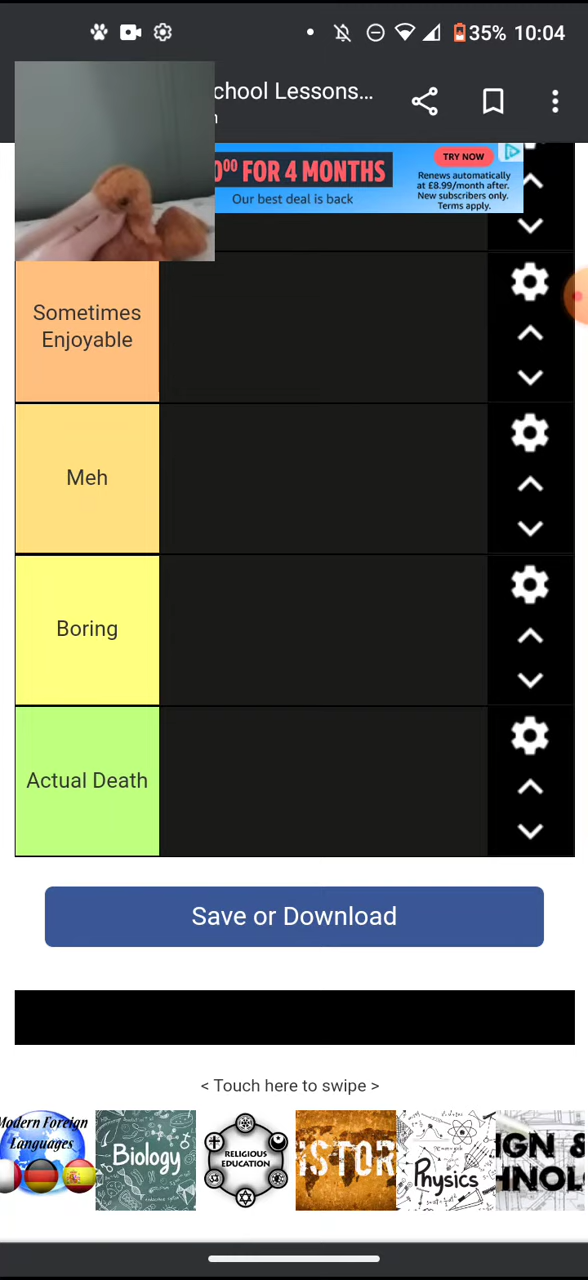 35% 10:04
chool Lessons...
00 FOR 4 MONTHS
Our best deal is back
TRY NOW
Renews automatically
at £8.99/month after.
New subscribers only.
Terms apply.
Sometimes
Enjoyable
Meh
Boring
Actual Death
Save or Download
< Touch here to swipe >
Modern Foreign
Languages
Biology
RELIGIOUS
EDUCATION
ISTOR
Physics
IGN &
HNOL